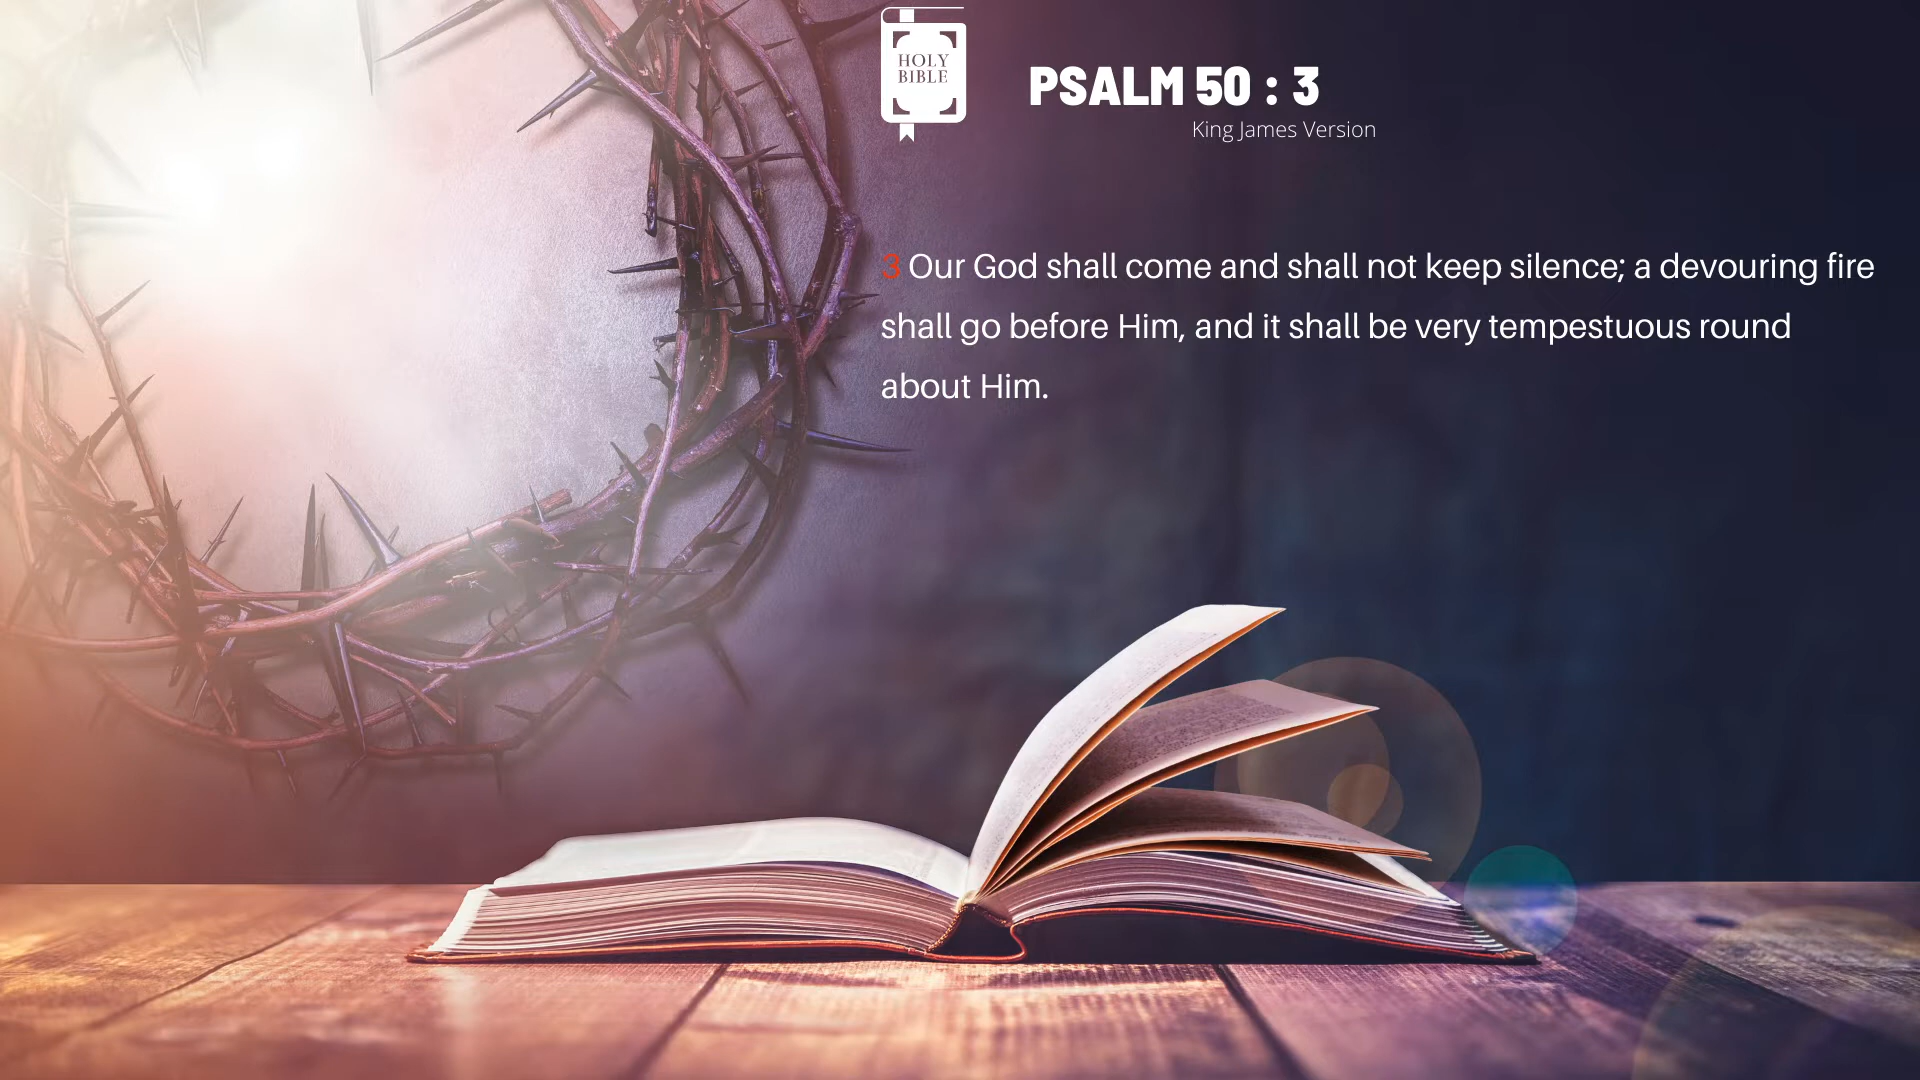 HOLY
BIBLE
PSALM 50 : 3
King James Version
3 Our God shall come and shall not keep silence; a devouring fire
shall go before Him, and it shall be very tempestuous round
about Him.